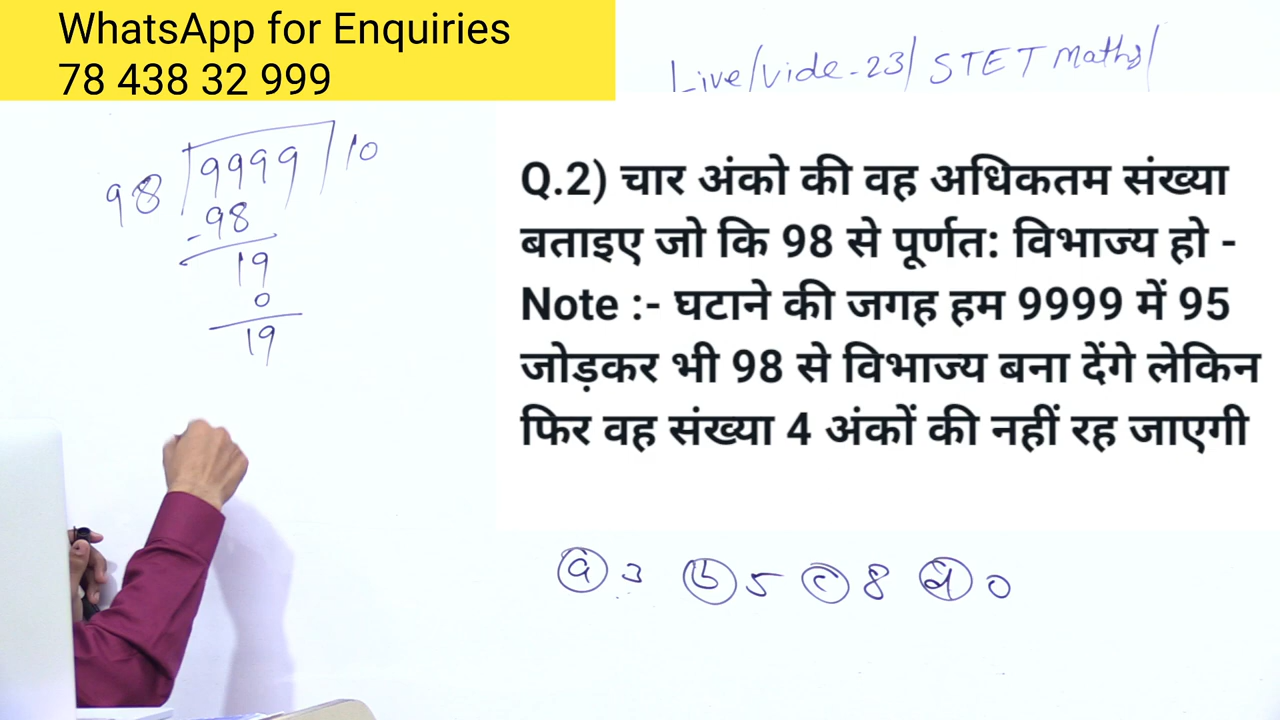 WhatsApp for Enquiries
78 438 32 999
Live/vide-23/ STET Maths/
98 9999 10
-98
19
0
19
Q.2) चार अंको की वह अधिकतम संख्या
बताइए जो कि 98 से पूर्णत: विभाज्य हो -
Note :- घटाने की जगह हम 9999 में 95
जोड़कर भी 98 से विभाज्य बना देंगे लेकिन
फिर वह संख्या 4 अंकों की नहीं रह जाएगी
a 3 b 5 c 8 d 0